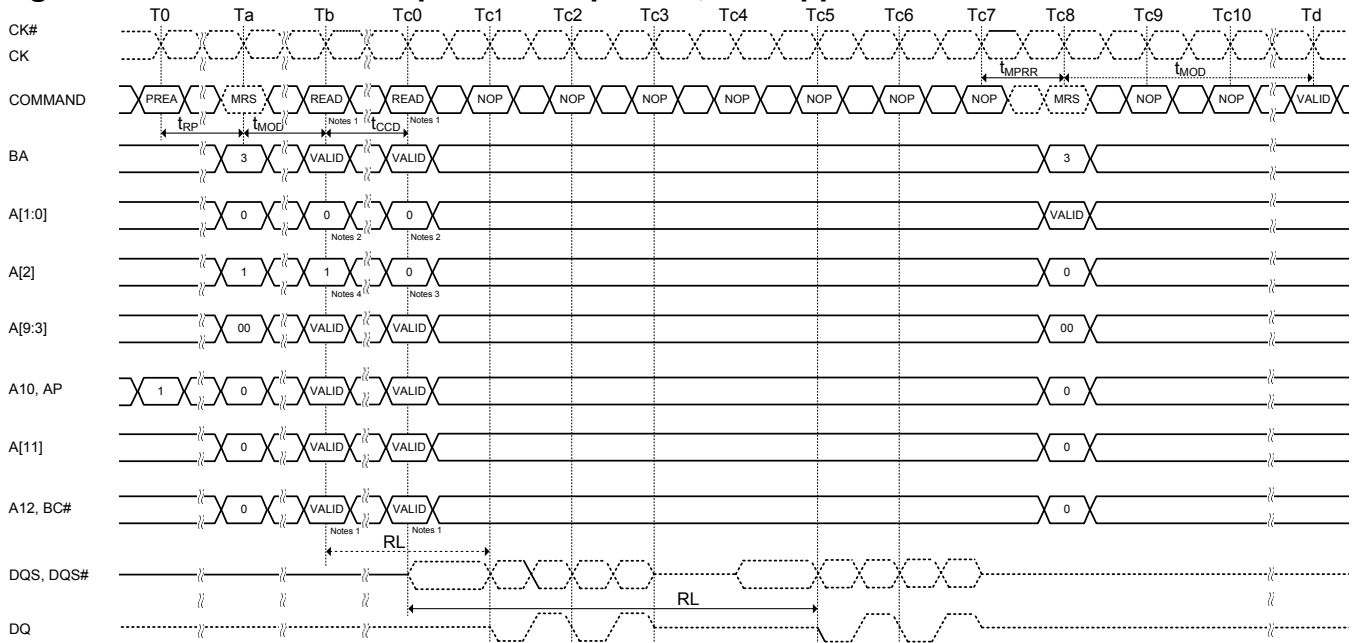 T0 Ta Tb Tc0 Tc1 Tc2 Tc3 Tc4 Tc5 Tc6 Tc7 Tc8 Tc9 Tc10 Td
CK#
CK
tMPRR tMOD
COMMAND PREA MRS READ READ NOP NOP NOP NOP NOP NOP NOP MRS NOP NOP VALID
Notes 1 Notes 1
tRP tMOD tCCD
BA 3 VALID VALID 3
A[1:0] 0 0 0 VALID
Notes 2 Notes 2
A[2] 1 1 0 0
Notes 4 Notes 3
A[9:3] 00 VALID VALID 00
A10, AP 1 0 VALID VALID 0
A[11] 0 VALID VALID 0
A12, BC# 0 VALID VALID 0
Notes 1 Notes 1
RL
DQS, DQS#
RL
DQ